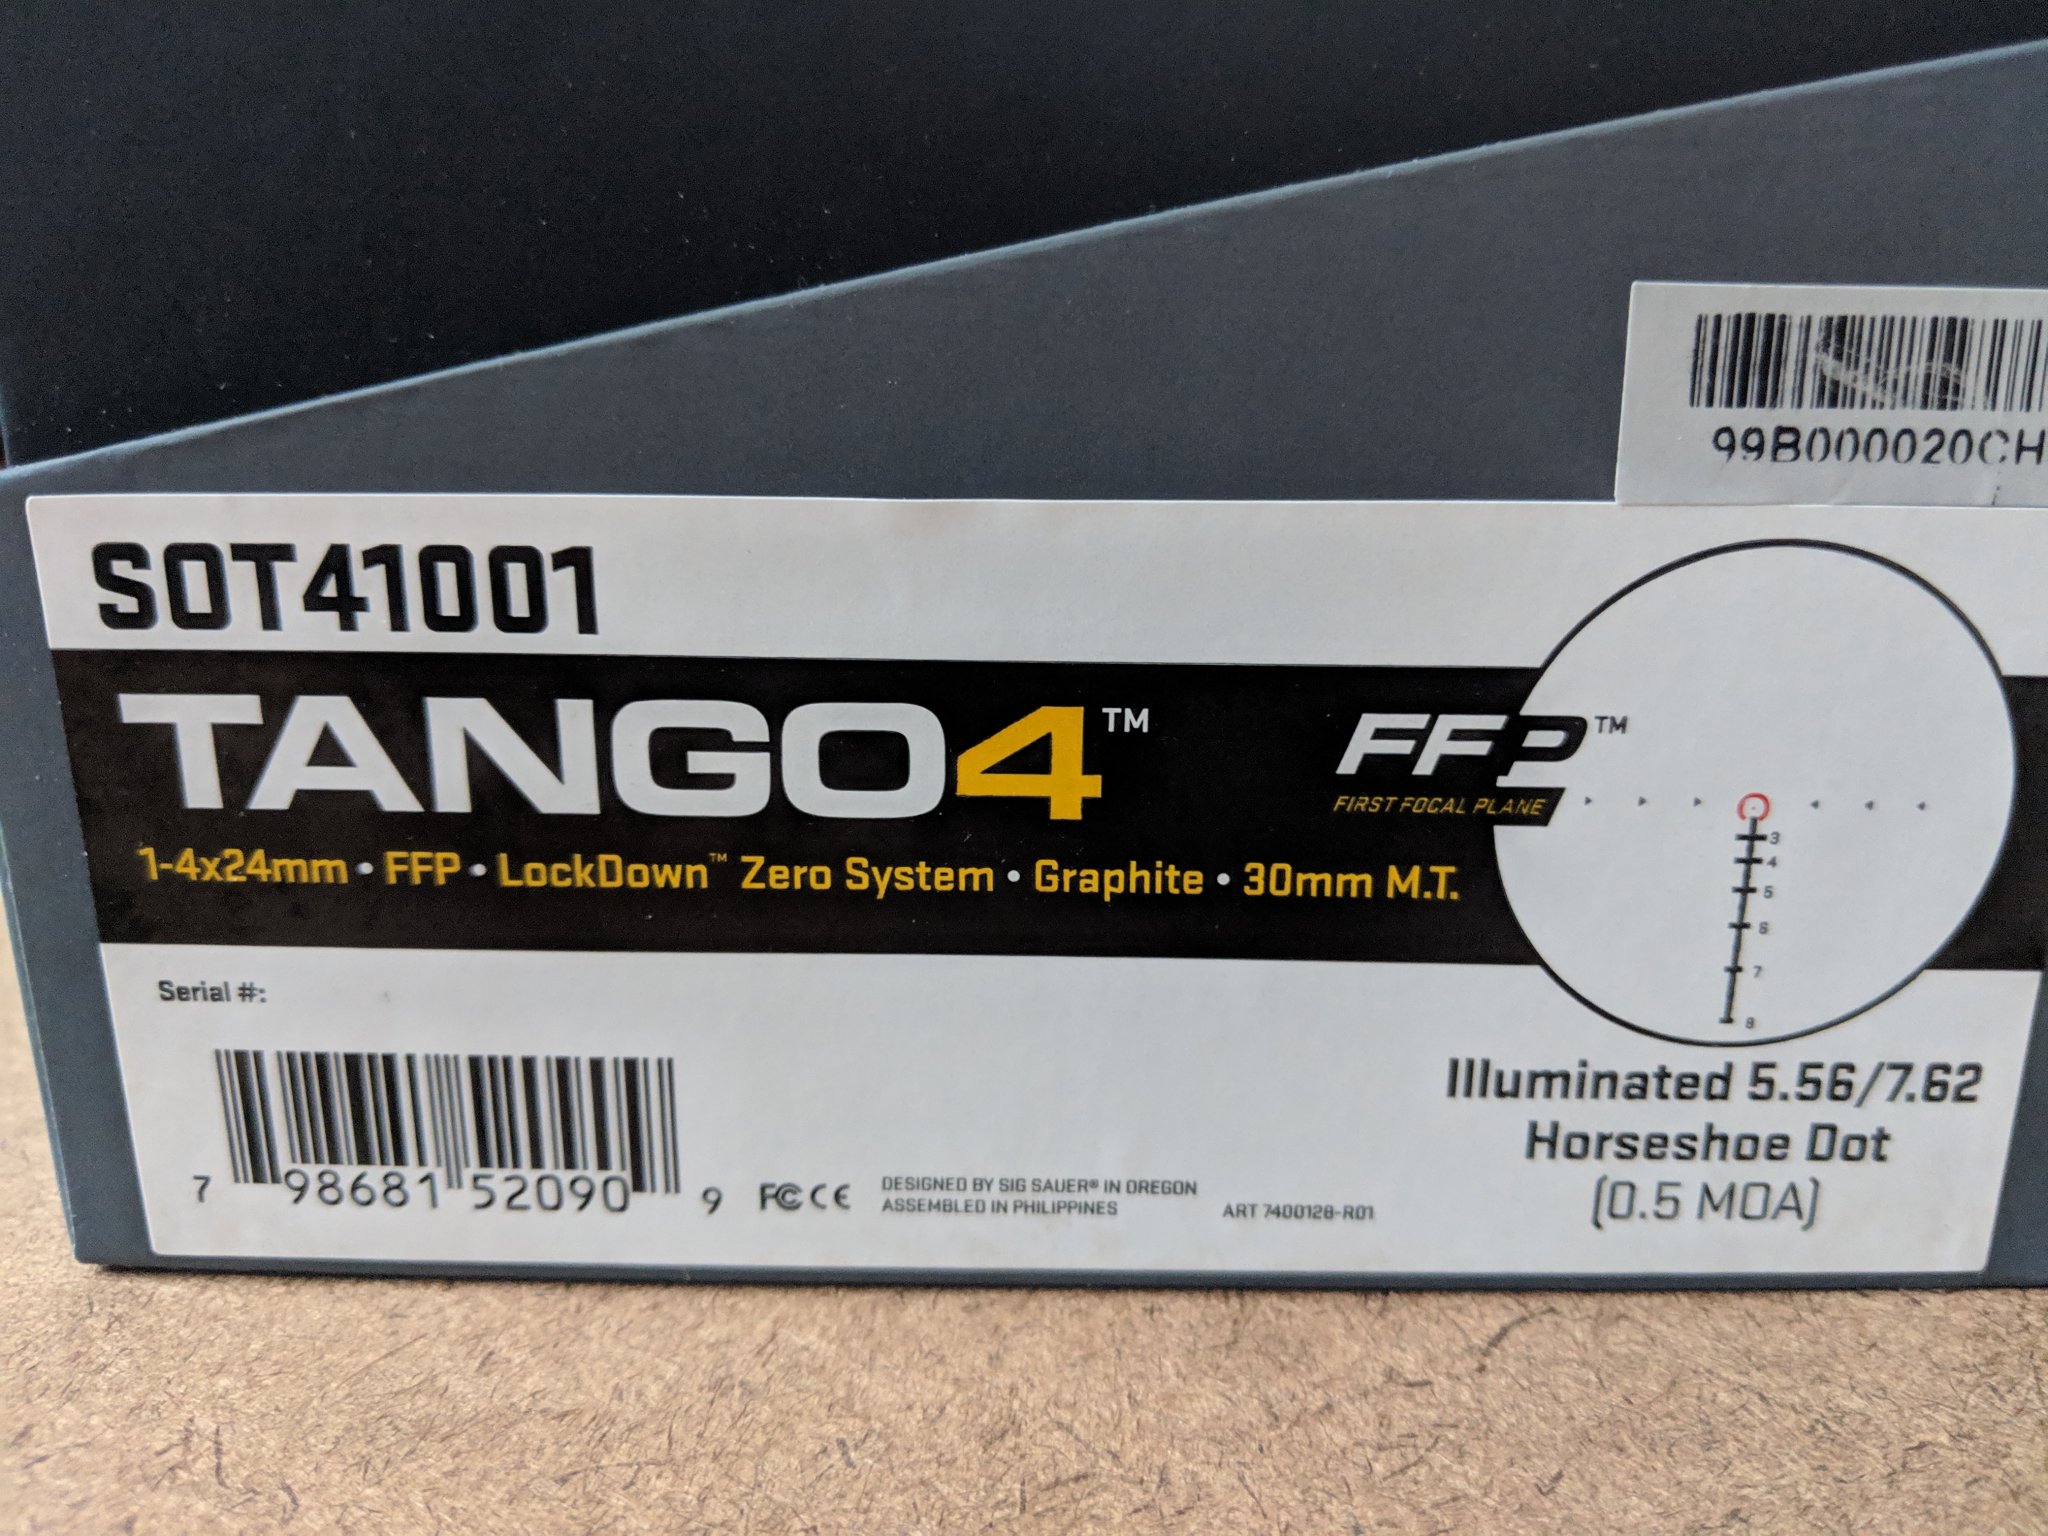 99B000020CH
SOT41001
TANGO4™
FFP™
FIRST FOCAL PLANE
1-4x24mm • FFP • LockDown™ Zero System • Graphite • 30mm M.T.
3
4
5
6
7
8
Serial #:
7 98681 52090 9
FC CE
DESIGNED BY SIG SAUER® IN OREGON
ASSEMBLED IN PHILIPPINES
ART 7400128-R01
Illuminated 5.56/7.62
Horseshoe Dot
(0.5 MOA)